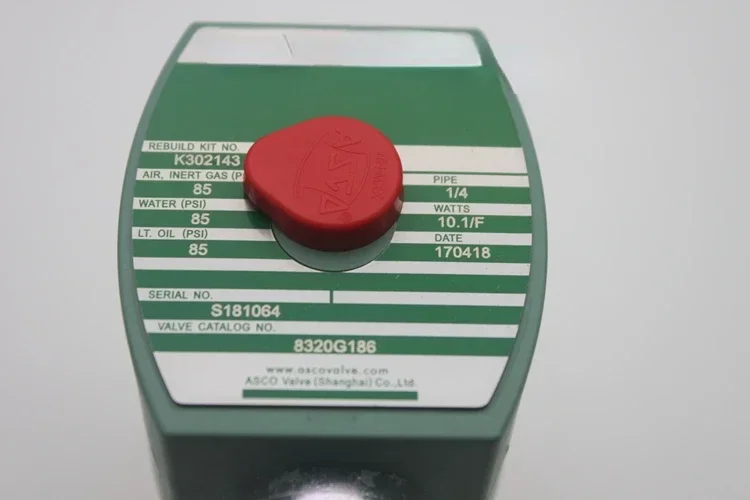 REBUILD KIT NO.
K302143
AIR, INERT GAS (P
85
PIPE
1/4
WATER (PSI)
85
WATTS
10.1/F
LT. OIL (PSI)
85
DATE
170418
ASCO
SERIAL NO.
S181064
VALVE CATALOG NO.
8320G186
www.ascovalve.com
ASCO Valve (Shanghai) Co.,Ltd.